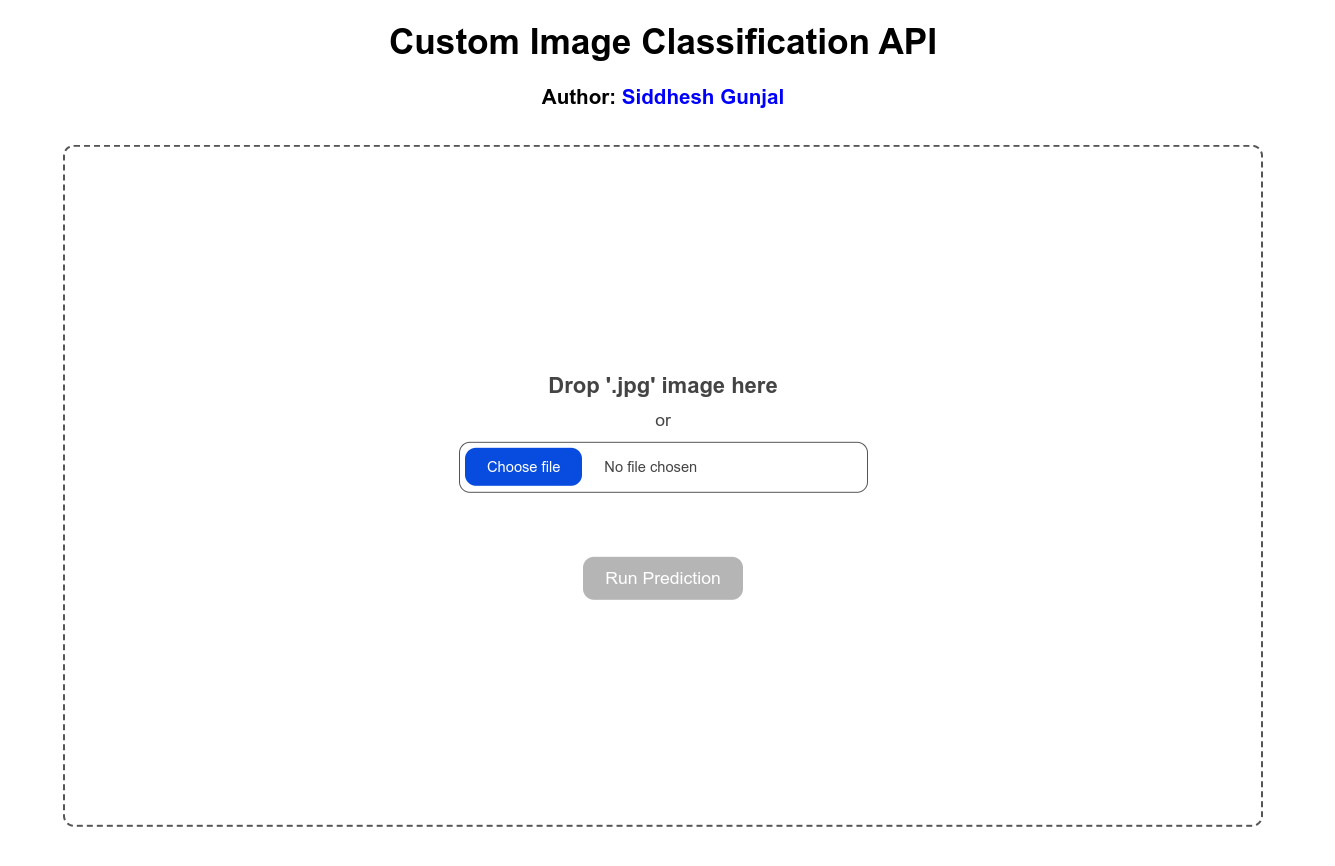 Custom Image Classification API
Author: Siddhesh Gunjal
Drop '.jpg' image here
or
Choose file No file chosen
Run Prediction